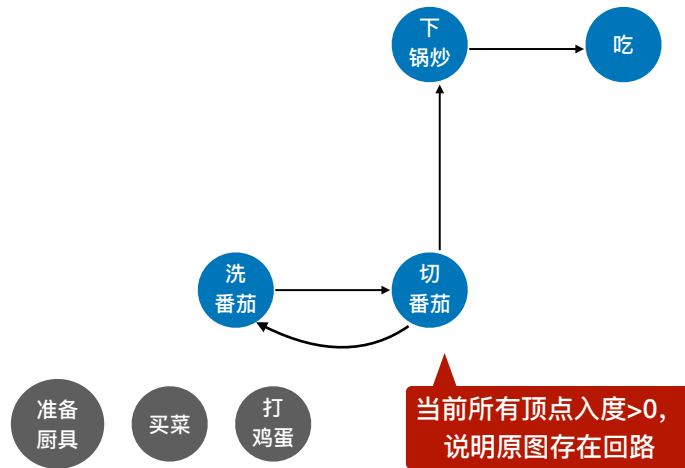 下
锅炒
吃
洗
番茄
切
番茄
准备
厨具
买菜
打
鸡蛋
当前所有顶点入度>0，
说明原图存在回路